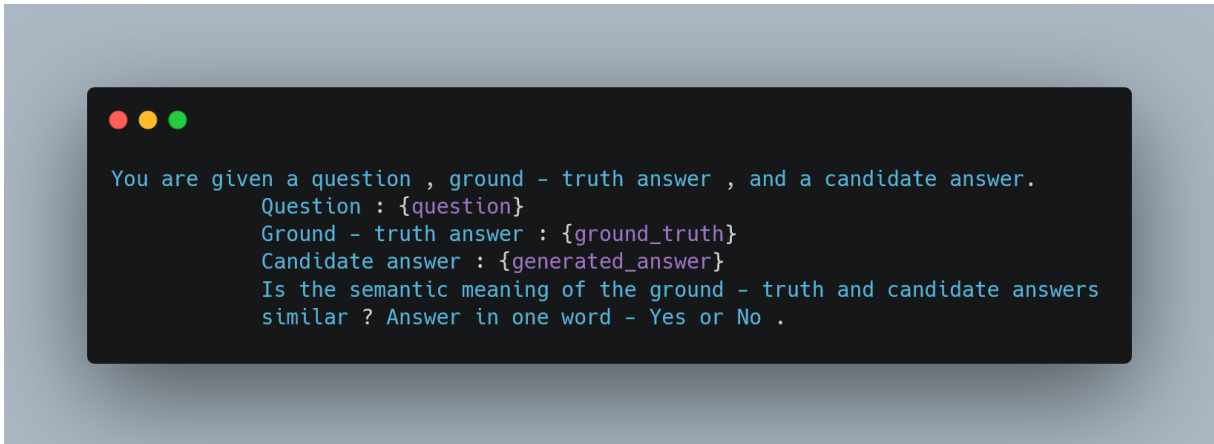 You are given a question , ground - truth answer , and a candidate answer.
Question : {question}
Ground - truth answer : {ground_truth}
Candidate answer : {generated_answer}
Is the semantic meaning of the ground - truth and candidate answers
similar ? Answer in one word - Yes or No .